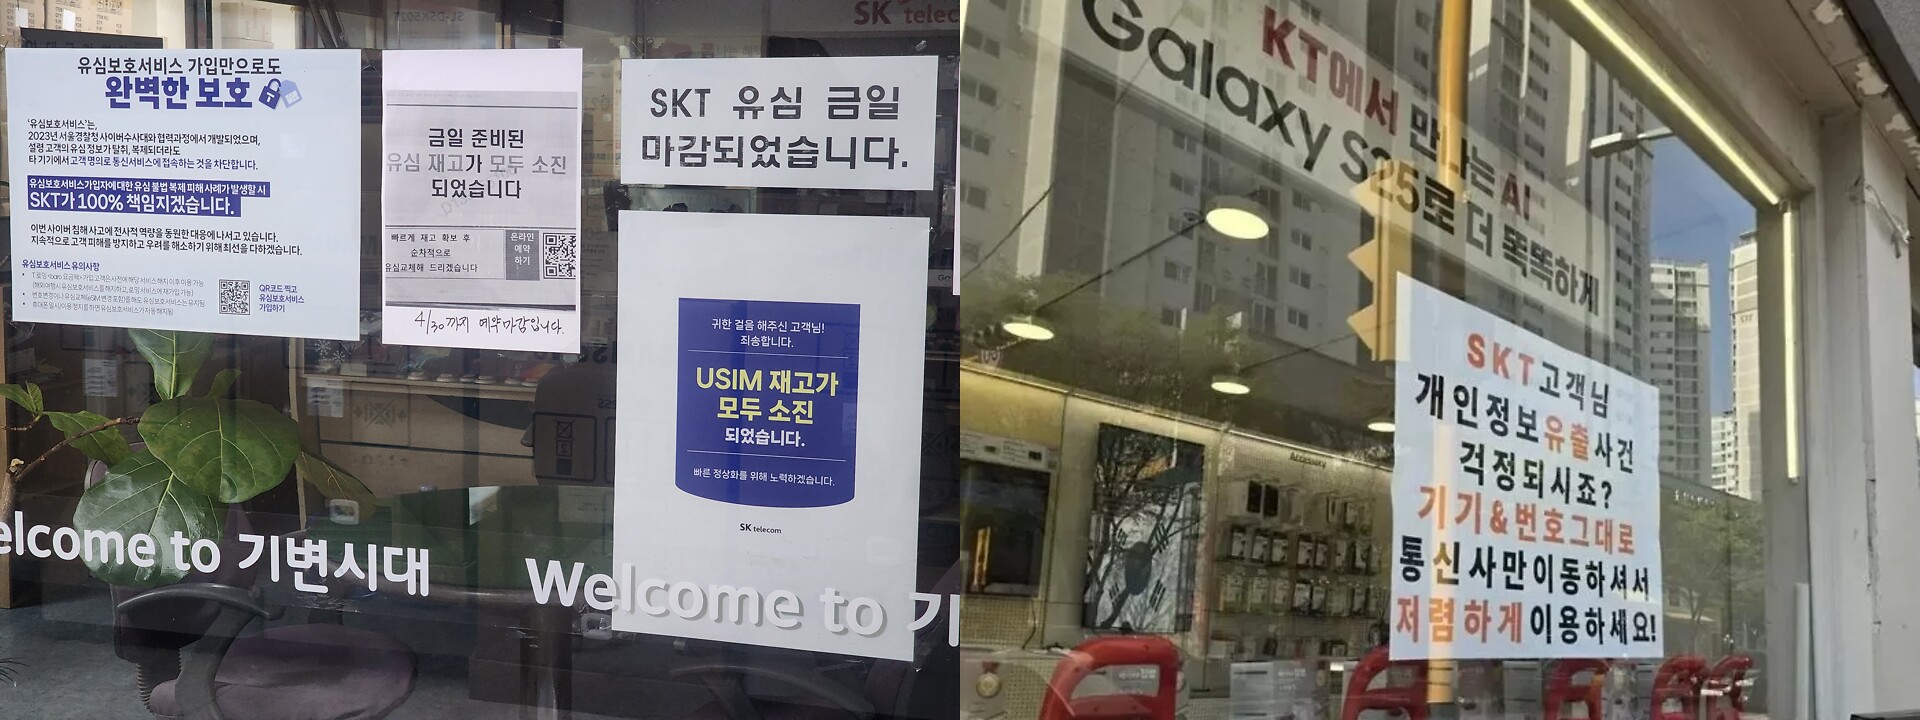 유심보호서비스 가입만으로도
완벽한 보호
'유심보호서비스'는,
2023년 서울경찰청 사이버수사대와 협력과정에서 개발되었으며,
설령 고객의 유심 정보가 탈취, 복제되더라도
타 기기에서 고객 명의로 통신서비스에 접속하는 것을 차단합니다.
유심보호서비스 가입자에 대한 유심 불법 복제 피해 사례가 발생할 시
SKT가 100% 책임지겠습니다.
이번 사이버 침해 사고에 전사적 역량을 동원한 대응에 나서고 있습니다.
지속적으로 고객 피해를 방지하고 우려를 해소하기 위해 최선을 다하겠습니다.
유심보호서비스 유의사항
QR코드 찍고
유심보호서비스
가입하기
금일 준비된
유심 재고가 모두 소진
되었습니다
빠르게 재고 확보 후
순차적으로
유심교체해 드리겠습니다
온라인
예약
하기
4/30까지 예약마감입니다.
SK telec
SKT 유심 금일
마감되었습니다.
귀한 걸음 해주신 고객님!
죄송합니다.
USIM 재고가
모두 소진
되었습니다.
빠른 정상화를 위해 노력하겠습니다.
SK telecom
elcome to 기변시대
Welcome to 기
KT에서 만나는 AI
Galaxy S25로 더 똑똑하게
Accessory
SKT고객님
개인정보유출사건
걱정되시죠?
기기&번호그대로
통신사만이동하셔서
저렴하게이용하세요!